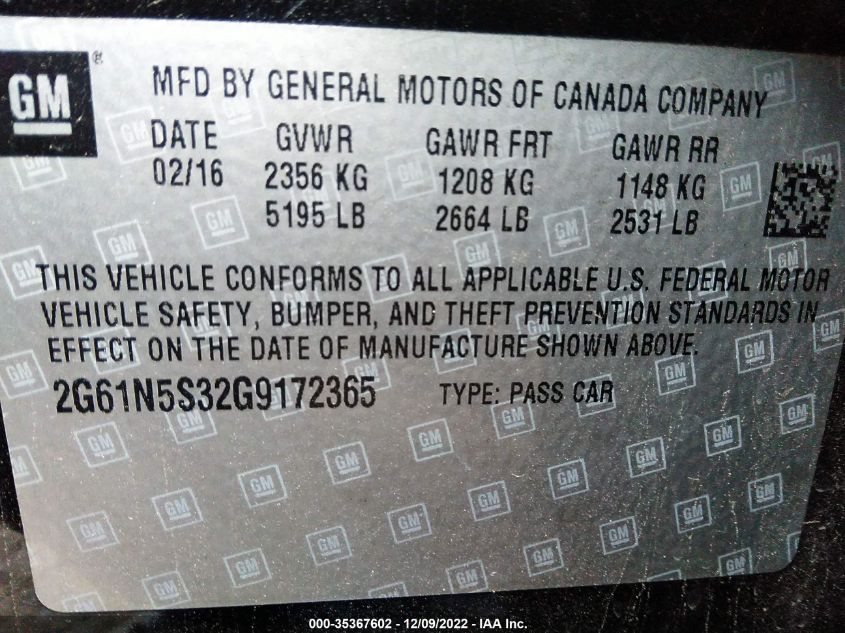 GM®
MFD BY GENERAL MOTORS OF CANADA COMPANY
DATE GVWR GAWR FRT GAWR RR
02/16 2356 KG 1208 KG 1148 KG
5195 LB 2664 LB 2531 LB
THIS VEHICLE CONFORMS TO ALL APPLICABLE U.S. FEDERAL MOTOR
VEHICLE SAFETY, BUMPER, AND THEFT PREVENTION STANDARDS IN
EFFECT ON THE DATE OF MANUFACTURE SHOWN ABOVE.
2G61N5S32G9172365 TYPE: PASS CAR
000-35367602 - 12/09/2022 - IAA Inc.